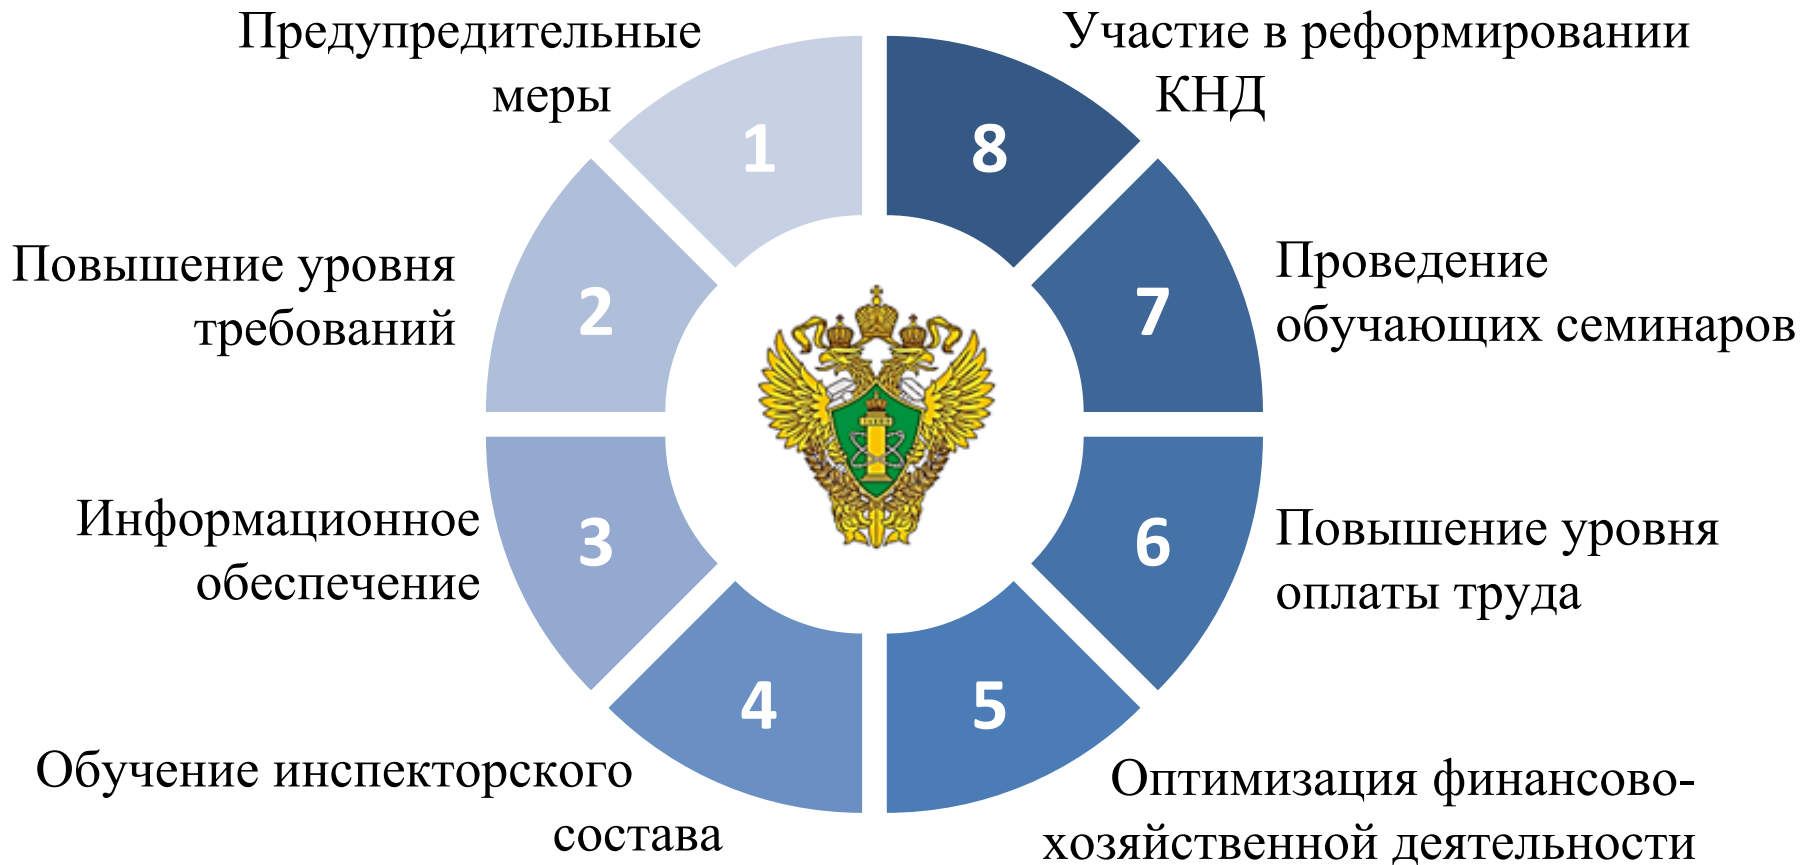 Предупредительные
меры
1
Повышение уровня
требований
2
Информационное
обеспечение
3
Обучение инспекторского
состава
4
Оптимизация финансово-
хозяйственной деятельности
5
Повышение уровня
оплаты труда
6
Проведение
обучающих семинаров
7
Участие в реформировании
КНД
8